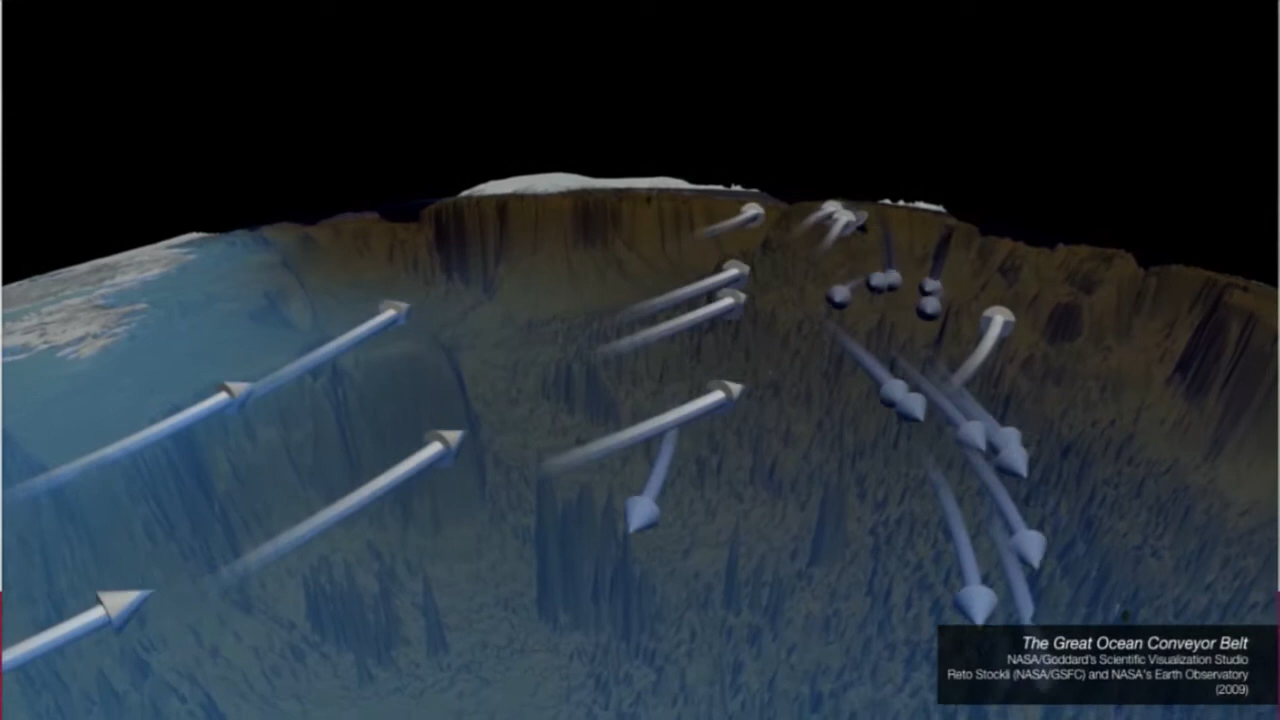 The Great Ocean Conveyor Belt
NASA/Goddard's Scientific Visualization Studio
Reto Stockli (NASA/GSFC) and NASA's Earth Observatory
(2009)